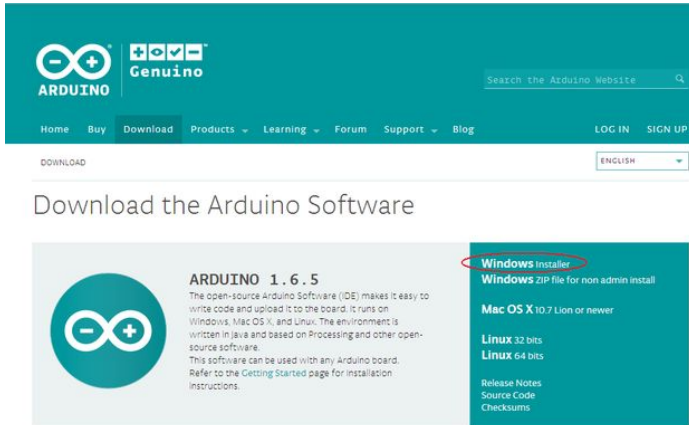 ARDUINO
Genuino
Search the Arduino Website
Home Buy Download Products Learning Forum Support Blog LOG IN SIGN UP
DOWNLOAD ENGLISH
Download the Arduino Software
ARDUINO 1.6.5
The open-source Arduino Software (IDE) makes it easy to
write code and upload it to the board. It runs on
Windows, Mac OS X, and Linux. The environment is
written in Java and based on Processing and other open-
source software.
This software can be used with any Arduino board.
Refer to the Getting Started page for Installation
instructions.
Windows Installer
Windows ZIP file for non admin install
Mac OS X 10.7 Lion or newer
Linux 32 bits
Linux 64 bits
Release Notes
Source Code
Checksums